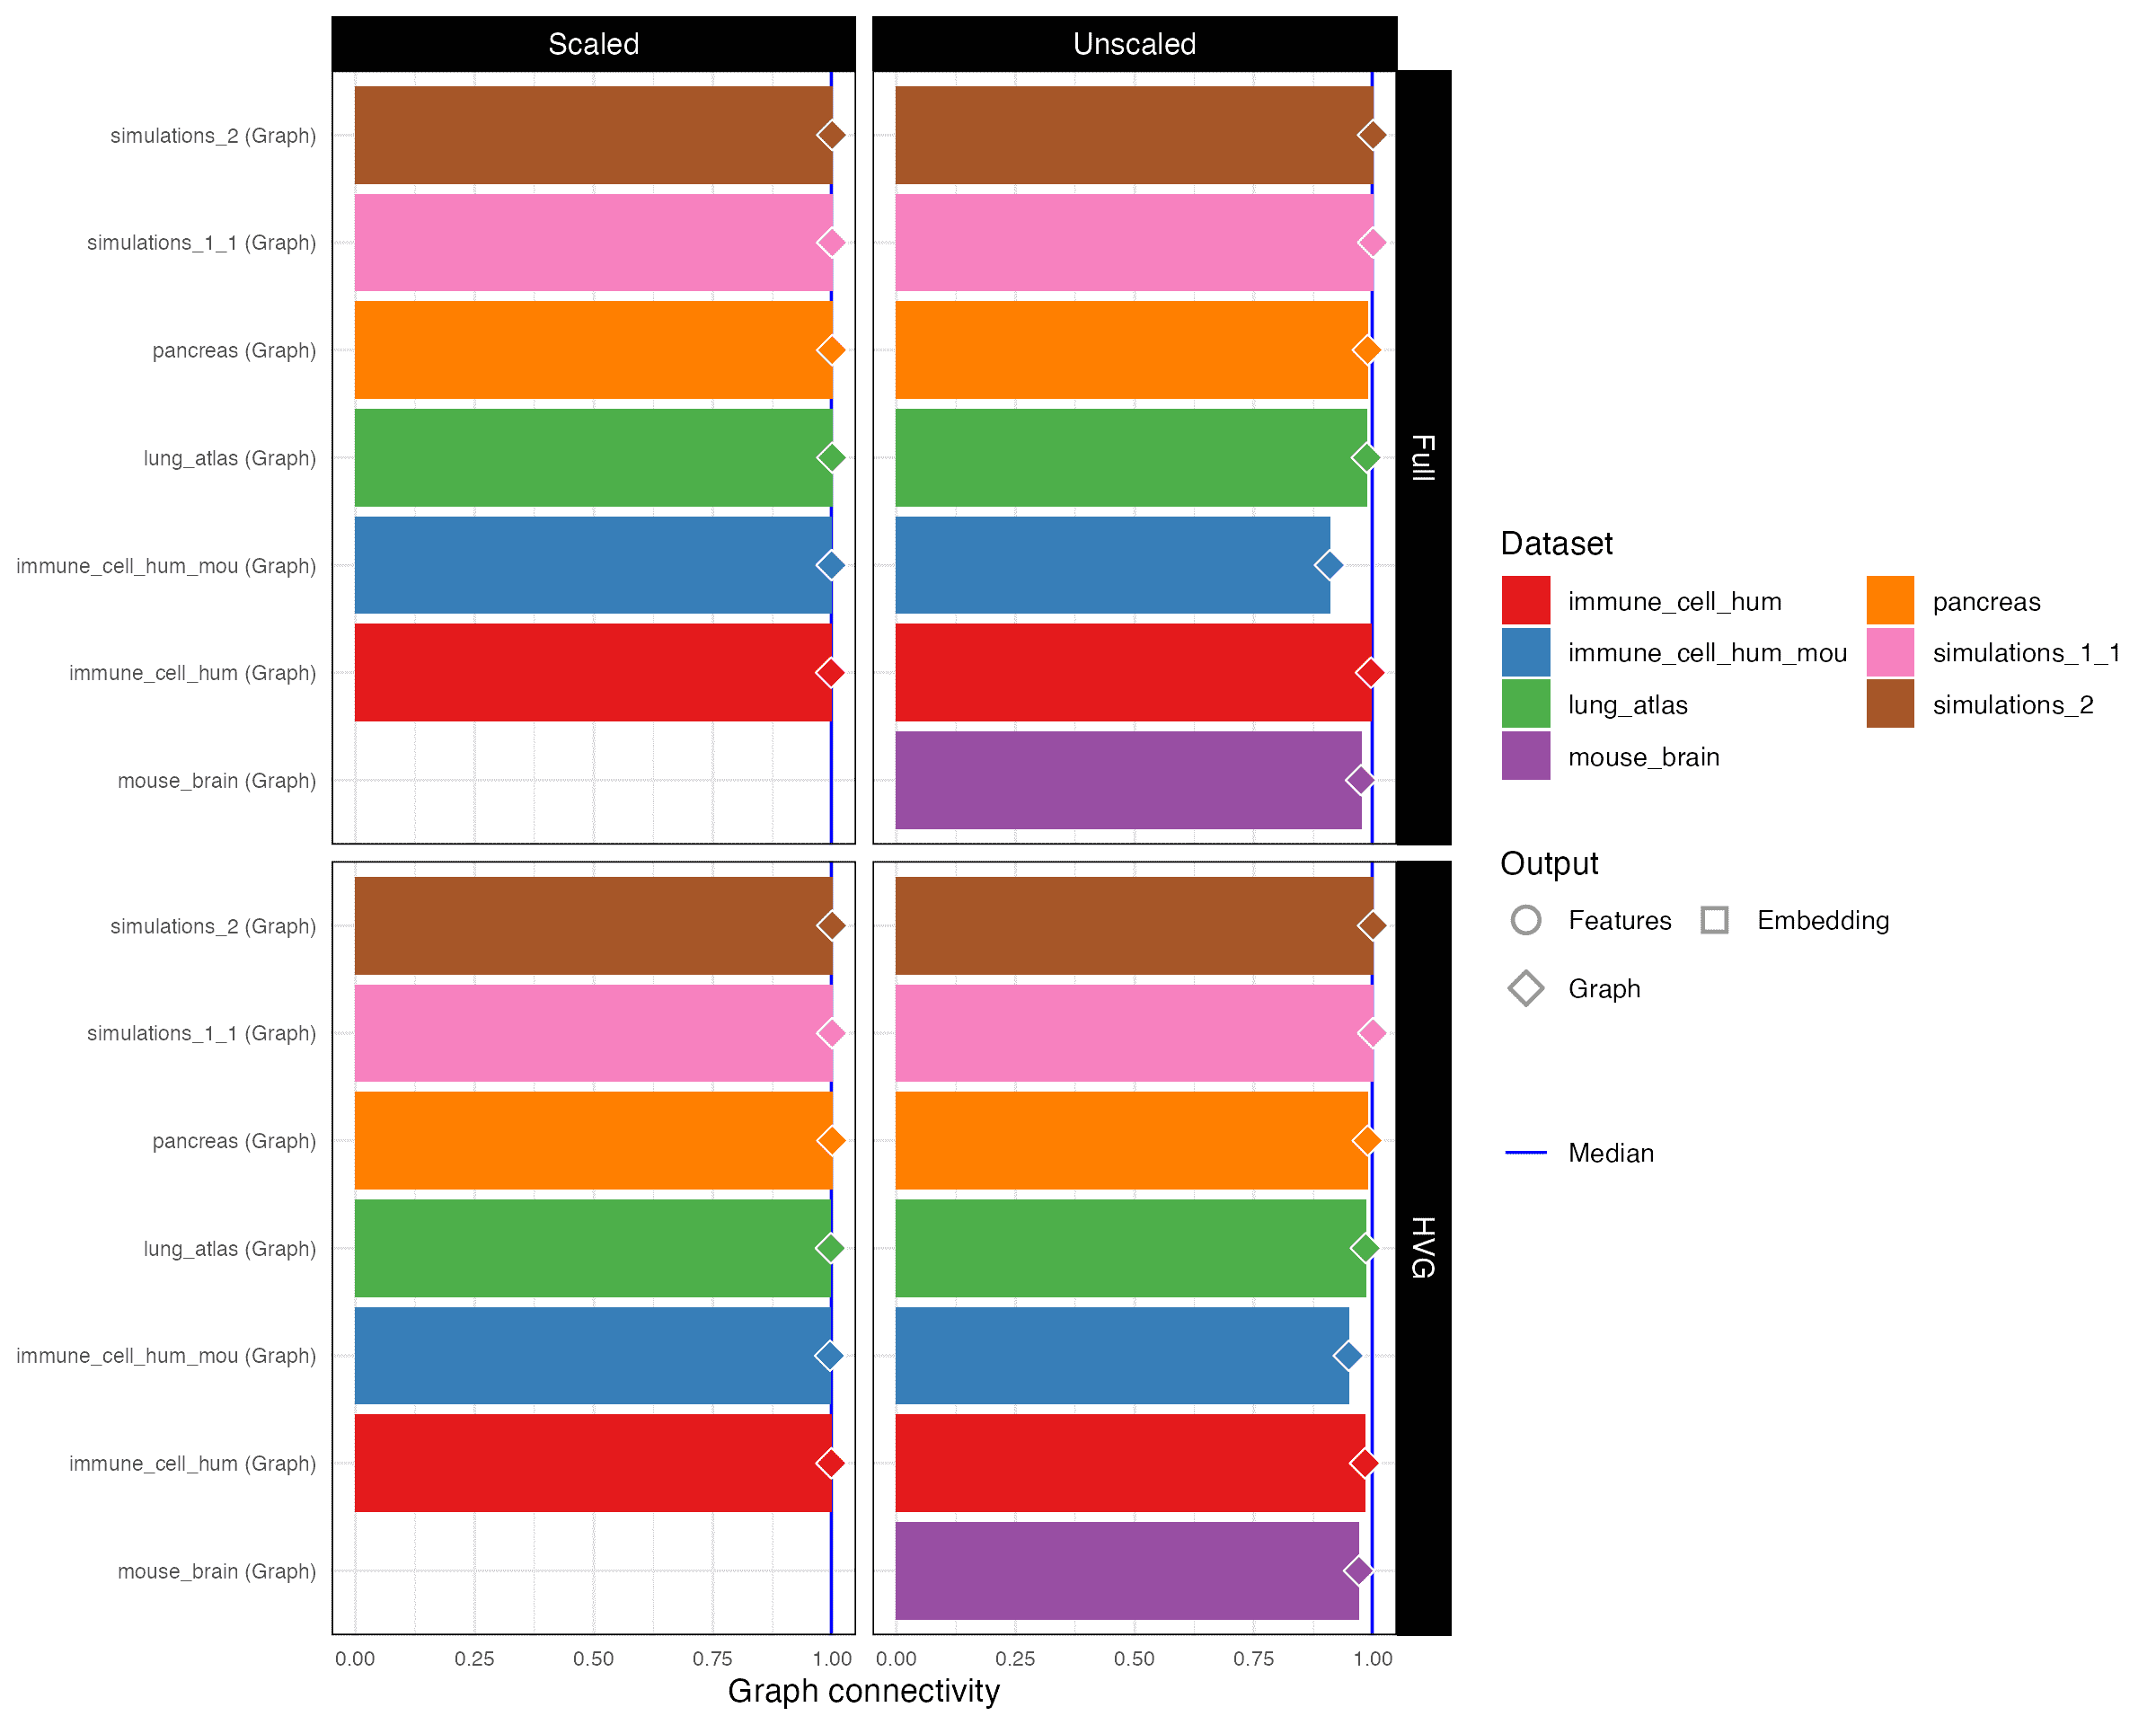 Scaled
Unscaled
simulations_2 (Graph)
simulations_1_1 (Graph)
pancreas (Graph)
lung_atlas (Graph)
immune_cell_hum_mou (Graph)
immune_cell_hum (Graph)
mouse_brain (Graph)
Full
simulations_2 (Graph)
simulations_1_1 (Graph)
pancreas (Graph)
lung_atlas (Graph)
immune_cell_hum_mou (Graph)
immune_cell_hum (Graph)
mouse_brain (Graph)
HVG
0.00 0.25 0.50 0.75 1.00 0.00 0.25 0.50 0.75 1.00
Graph connectivity
Dataset
immune_cell_hum
immune_cell_hum_mou
lung_atlas
mouse_brain
pancreas
simulations_1_1
simulations_2
Output
Features
Embedding
Graph
Median